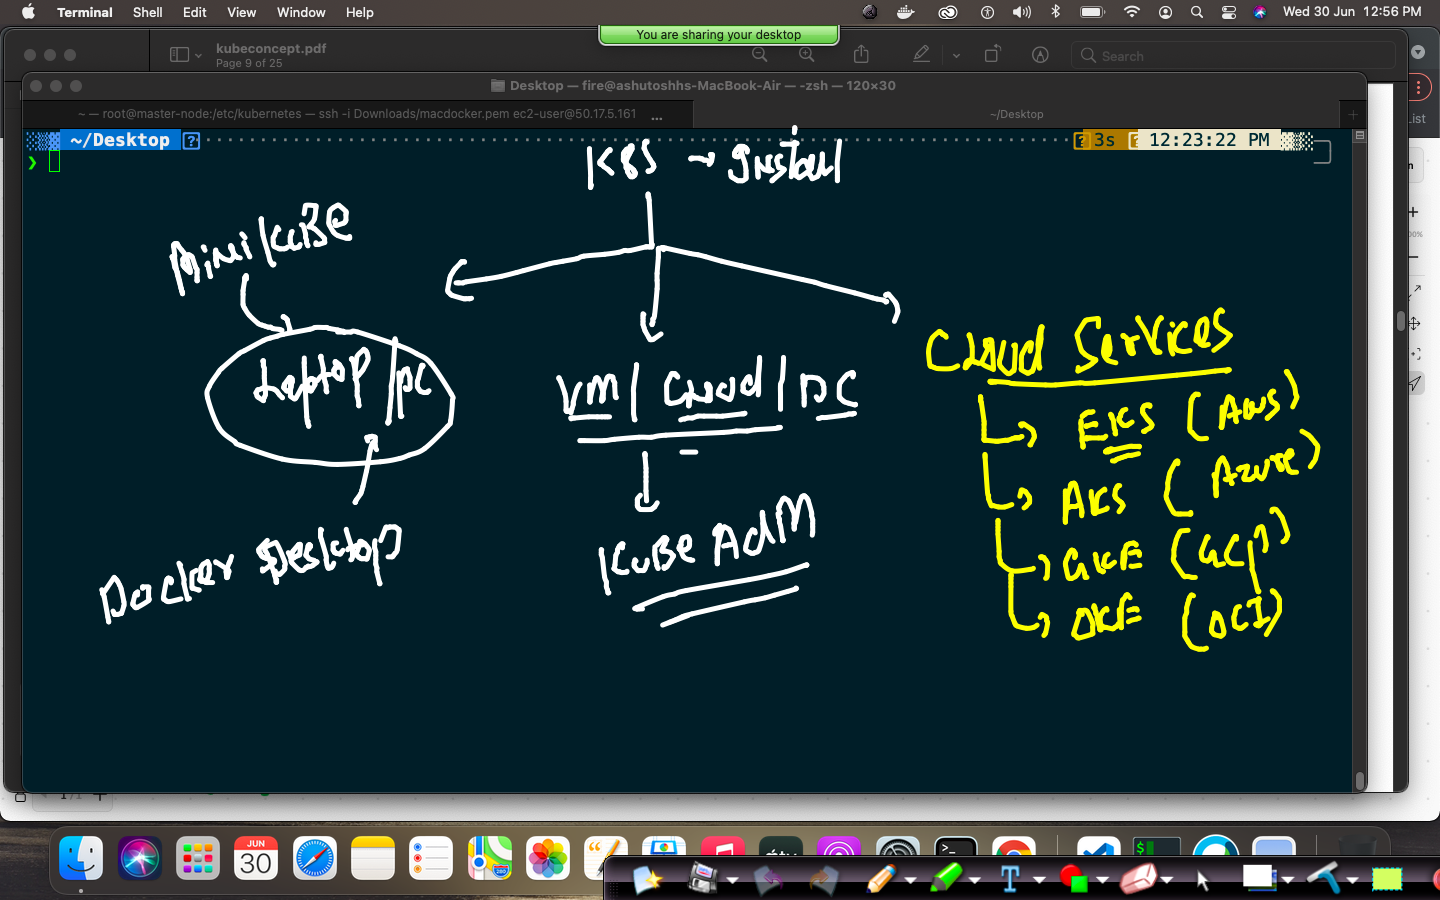 Terminal Shell Edit View Window Help Wed 30 Jun 12:56 PM
You are sharing your desktop
kubeconcept.pdf
Page 9 of 25
Search
Desktop — fire@ashutoshhs-MacBook-Air — -zsh — 120×30
~ — root@master-node:/etc/kubernetes — ssh -i Downloads/macdocker.pem ec2-user@50.17.5.161 ...
~/Desktop
~/Desktop 3s 12:23:22 PM
K8S → Install
MiniKuBe
Laptop/pc
Docker Desktop
VM | Cloud | DC
KuBe AdM
Cloud Services
EKS (Aws)
AKS (Azure)
GKE (GCP)
OKE (OCI)
JUN
30